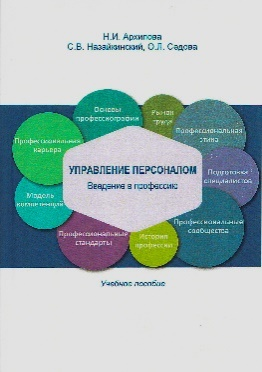 Н.И. Архипова
С.В. Назайкинский, О.Л. Седова
Основы
профессиографии
Рынок
труда
Профессиональная
карьера
Профессиональная
этика
УПРАВЛЕНИЕ ПЕРСОНАЛОМ
Введение в профессию
Подготовка
специалистов
Модель
компетенций
Профессиональные
стандарты
История
профессии
Профессиональные
сообщества
Учебное пособие